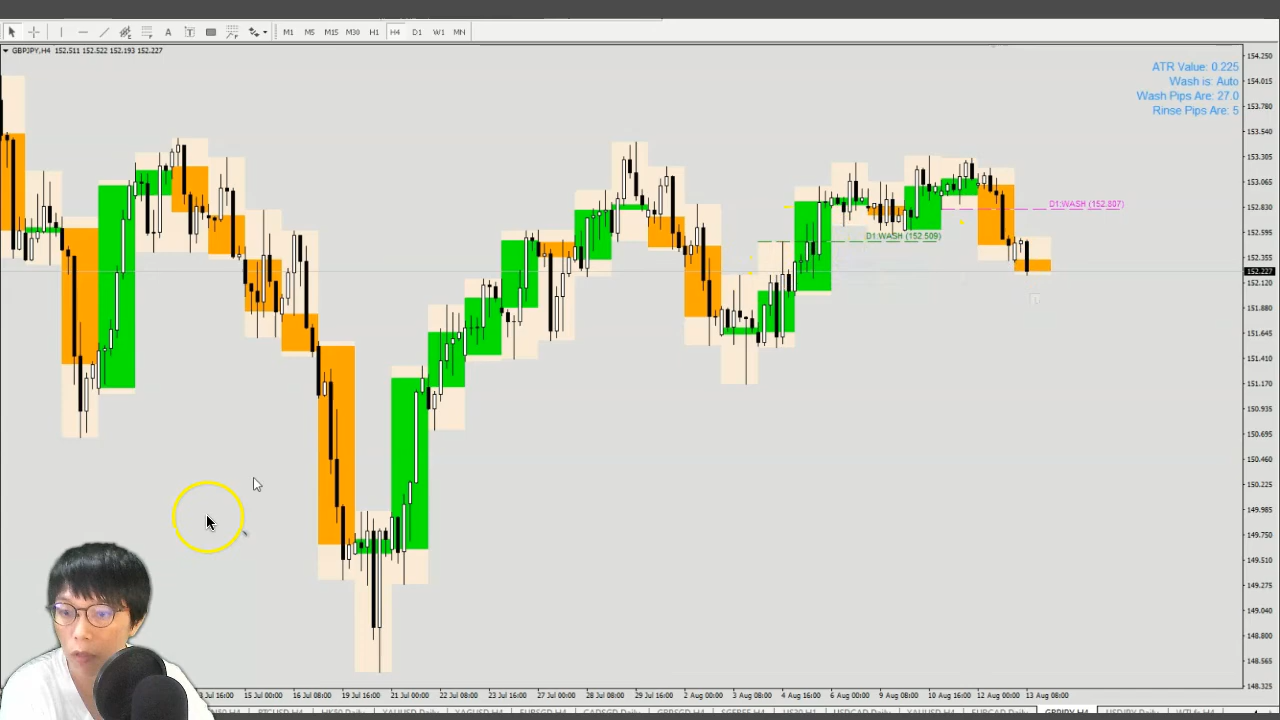 A
T
M1
M5
M15
M30
H1
H4
D1
W1
MN
GBPJPY,H4 152.511 152.522 152.193 152.227
ATR Value: 0.225
Wash is: Auto
Wash Pips Are: 27.0
Rinse Pips Are: 5
D1:WASH (152.807)
D1:WASH (152.509)
154.250
154.015
153.780
153.540
153.305
153.065
152.830
152.595
152.355
152.227
152.120
151.880
151.645
151.410
151.170
150.935
150.695
150.460
150.225
149.985
149.750
149.510
149.275
149.040
148.800
148.565
148.325
Jul 16:00
15 Jul 00:00
16 Jul 08:00
19 Jul 16:00
21 Jul 00:00
22 Jul 08:00
23 Jul 16:00
27 Jul 00:00
28 Jul 08:00
29 Jul 16:00
2 Aug 00:00
3 Aug 08:00
4 Aug 16:00
6 Aug 00:00
9 Aug 08:00
10 Aug 16:00
12 Aug 00:00
13 Aug 08:00